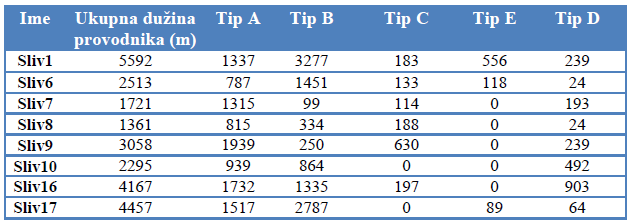 Ime Ukupna dužina provodnika (m) Tip A Tip B Tip C Tip E Tip D
Sliv1 5592 1337 3277 183 556 239
Sliv6 2513 787 1451 133 118 24
Sliv7 1721 1315 99 114 0 193
Sliv8 1361 815 334 188 0 24
Sliv9 3058 1939 250 630 0 239
Sliv10 2295 939 864 0 0 492
Sliv16 4167 1732 1335 197 0 903
Sliv17 4457 1517 2787 0 89 64